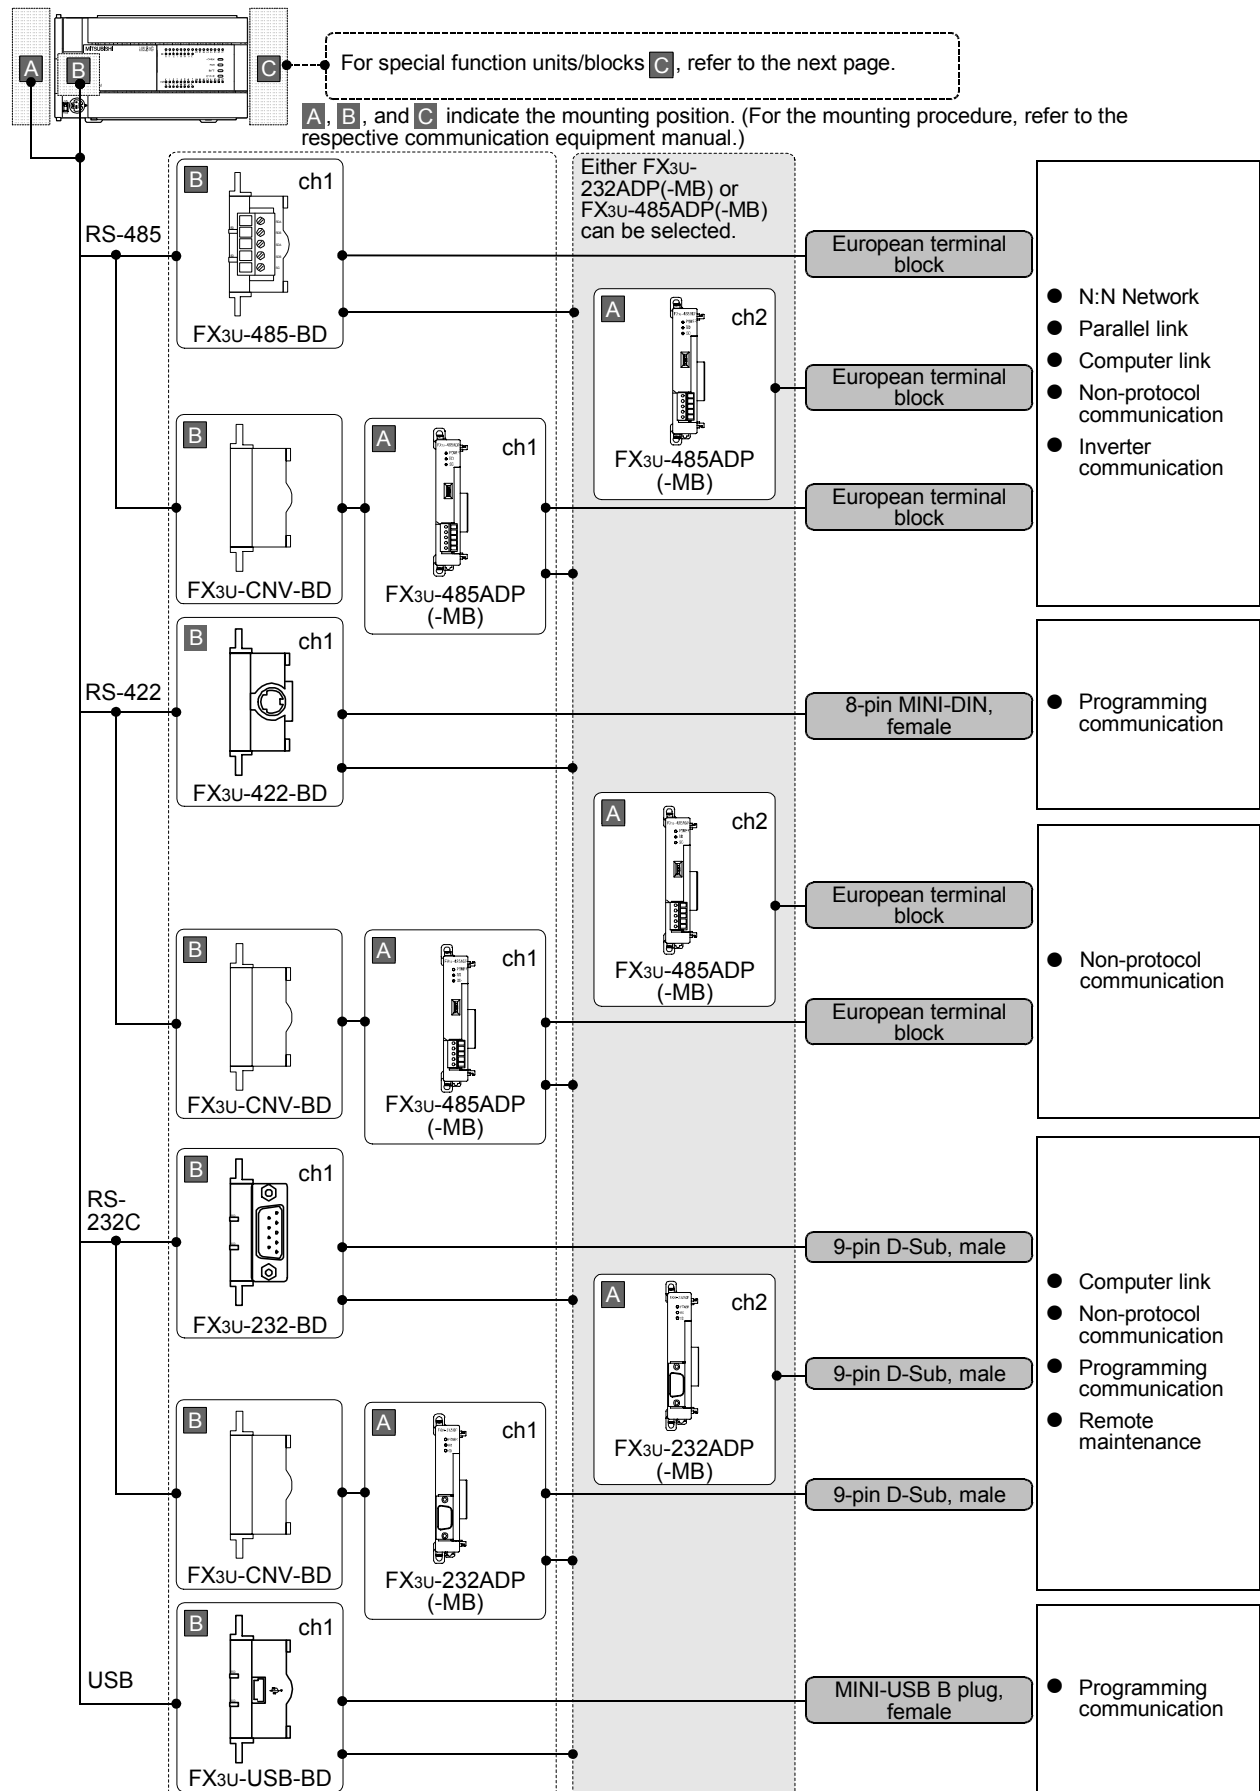 MITSUBISHI
A
B
C
For special function units/blocks C, refer to the next page.
A, B, and C indicate the mounting position. (For the mounting procedure, refer to the
respective communication equipment manual.)
Either FX3U-
232ADP(-MB) or
FX3U-485ADP(-MB)
can be selected.
RS-485
B
ch1
FX3U-485-BD
European terminal
block
A
ch2
FX3U-485ADP
(-MB)
European terminal
block
B
FX3U-CNV-BD
A
ch1
FX3U-485ADP
(-MB)
European terminal
block
● N:N Network
● Parallel link
● Computer link
● Non-protocol
communication
● Inverter
communication
RS-422
B
ch1
FX3U-422-BD
8-pin MINI-DIN,
female
● Programming
communication
A
ch2
FX3U-485ADP
(-MB)
European terminal
block
B
FX3U-CNV-BD
A
ch1
FX3U-485ADP
(-MB)
European terminal
block
● Non-protocol
communication
RS-
232C
B
ch1
FX3U-232-BD
9-pin D-Sub, male
A
ch2
FX3U-232ADP
(-MB)
9-pin D-Sub, male
B
FX3U-CNV-BD
A
ch1
FX3U-232ADP
(-MB)
9-pin D-Sub, male
● Computer link
● Non-protocol
communication
● Programming
communication
● Remote
maintenance
USB
B
ch1
FX3U-USB-BD
MINI-USB B plug,
female
● Programming
communication